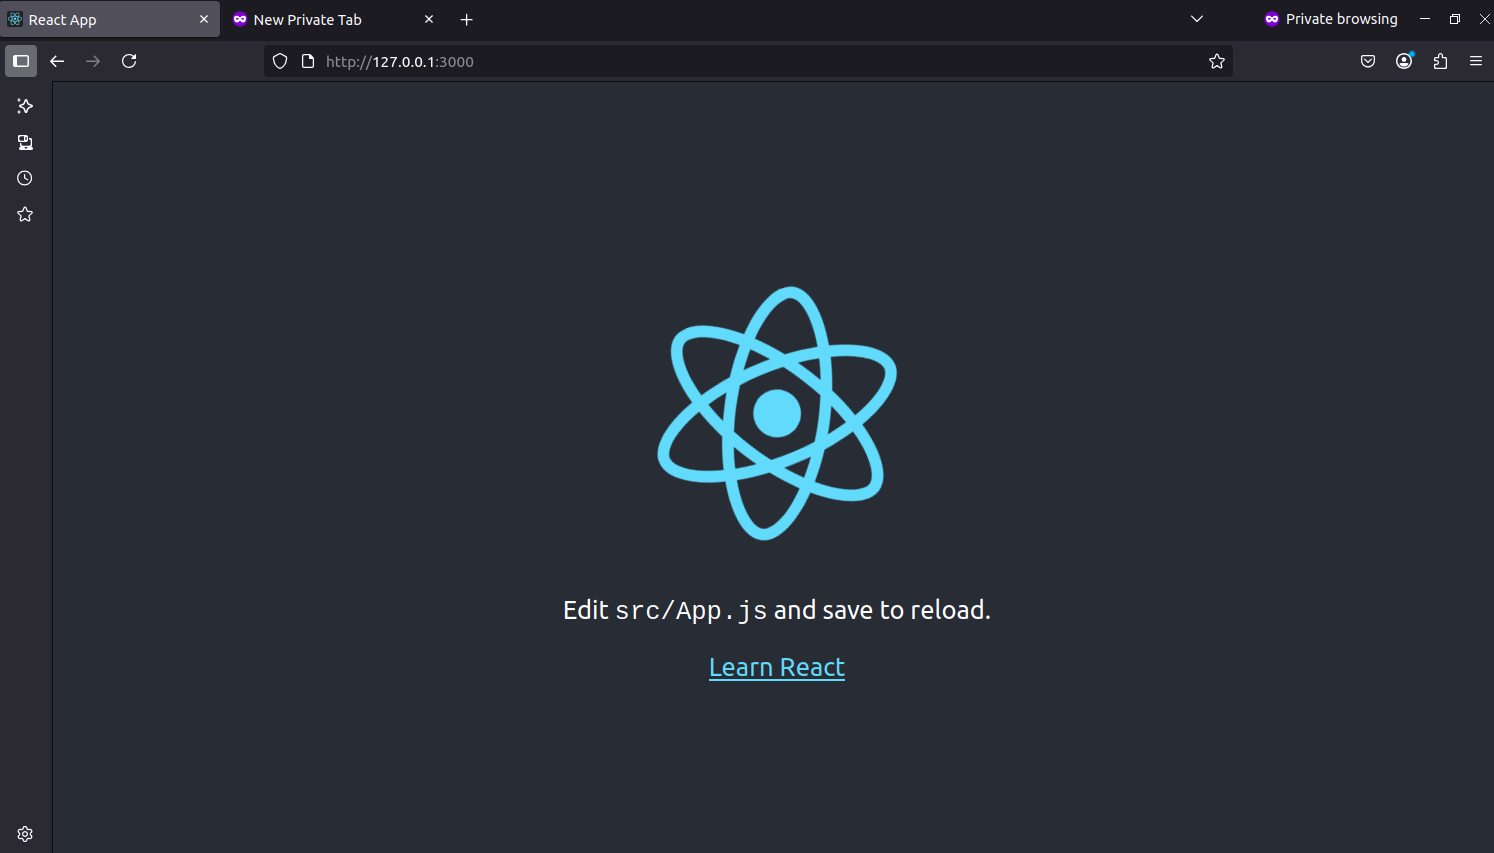 React App
New Private Tab
Private browsing
http://127.0.0.1:3000
Edit src/App.js and save to reload.
Learn React